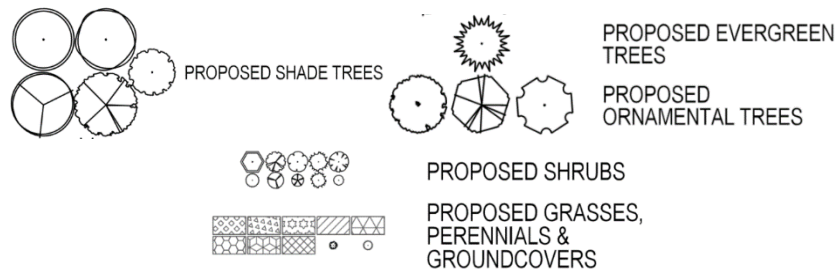 PROPOSED SHADE TREES
PROPOSED EVERGREEN
TREES
PROPOSED
ORNAMENTAL TREES
PROPOSED SHRUBS
PROPOSED GRASSES,
PERENNIALS &
GROUNDCOVERS